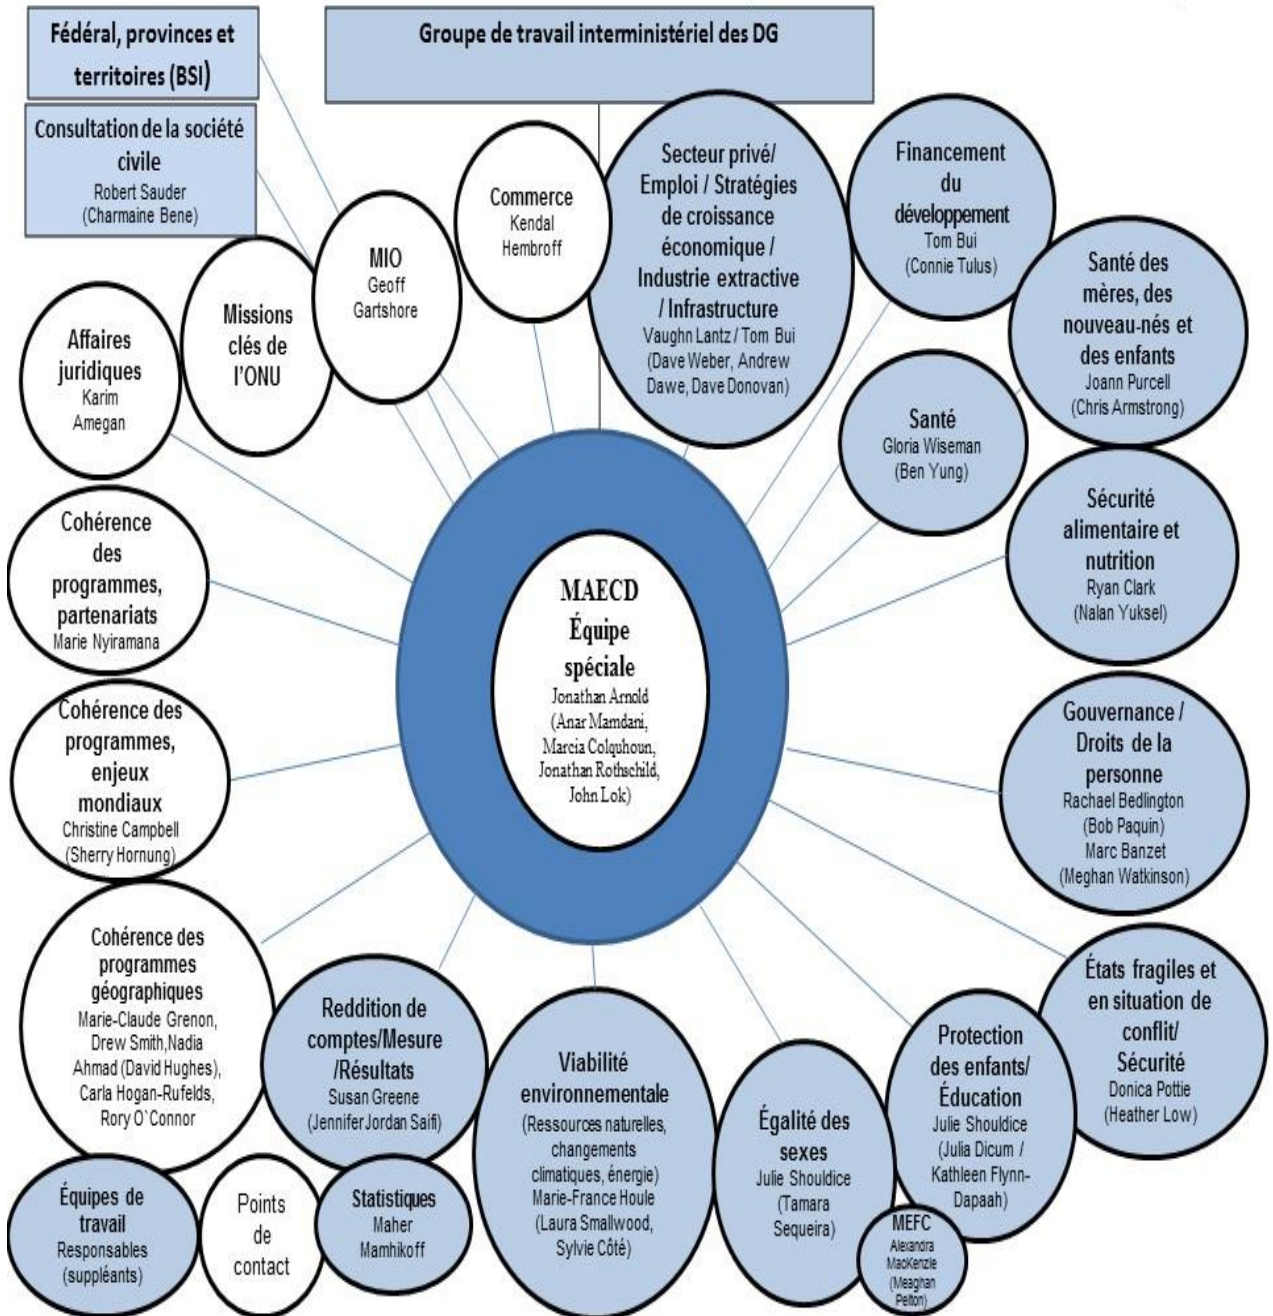 Fédéral, provinces et
territoires (BSI)
Groupe de travail interministériel des DG
Consultation de la société
civile
Robert Sauder
(Charmaine Bene)
Affaires
juridiques
Karim
Amegan
Missions
clés de
l'ONU
MIO
Geoff
Gartshore
Commerce
Kendal
Hembroff
Secteur privé/
Emploi / Stratégies
de croissance
économique /
Industrie extractive
/ Infrastructure
Vaughn Lantz / Tom Bui
(Dave Weber, Andrew
Dawe, Dave Donovan)
Financement
du
développement
Tom Bui
(Connie Tulus)
Santé des
mères, des
nouveau-nés et
des enfants
Joann Purcell
(Chris Armstrong)
Santé
Gloria Wiseman
(Ben Yung)
Sécurité
alimentaire et
nutrition
Ryan Clark
(Nalan Yuksel)
Cohérence
des
programmes,
partenariats
Marie Nyiramana
MAECD
Équipe
spéciale
Jonathan Arnold
(Anar Mamdani,
Marcia Colquhoun,
Jonathan Rothschild,
John Lok)
Cohérence des
programmes,
enjeux
mondiaux
Christine Campbell
(Sherry Hornung)
Gouvernance /
Droits de la
personne
Rachael Bedlington
(Bob Paquin)
Marc Banzet
(Meghan Watkinson)
Cohérence des
programmes
géographiques
Marie-Claude Grenon,
Drew Smith,Nadia
Ahmad (David Hughes),
Carla Hogan-Rufelds,
Rory O`Connor
Reddition de
comptes/Mesure
/Résultats
Susan Greene
(Jennifer Jordan Saifi)
Viabilité
environnementale
(Ressources naturelles,
changements
climatiques, énergie)
Marie-France Houle
(Laura Smallwood,
Sylvie Côté)
Égalité des
sexes
Julie Shouldice
(Tamara
Sequeira)
Protection
des enfants/
Éducation
Julie Shouldice
(Julia Dicum /
Kathleen Flynn-
Dapaah)
États fragiles et
en situation de
conflit/
Sécurité
Donica Pottie
(Heather Low)
Équipes de
travail
Responsables
(suppléants)
Points
de
contact
Statistiques
Maher
Mamhikoff
MEFC
Alexandra
MacKenzie
(Meaghan
Pelton)